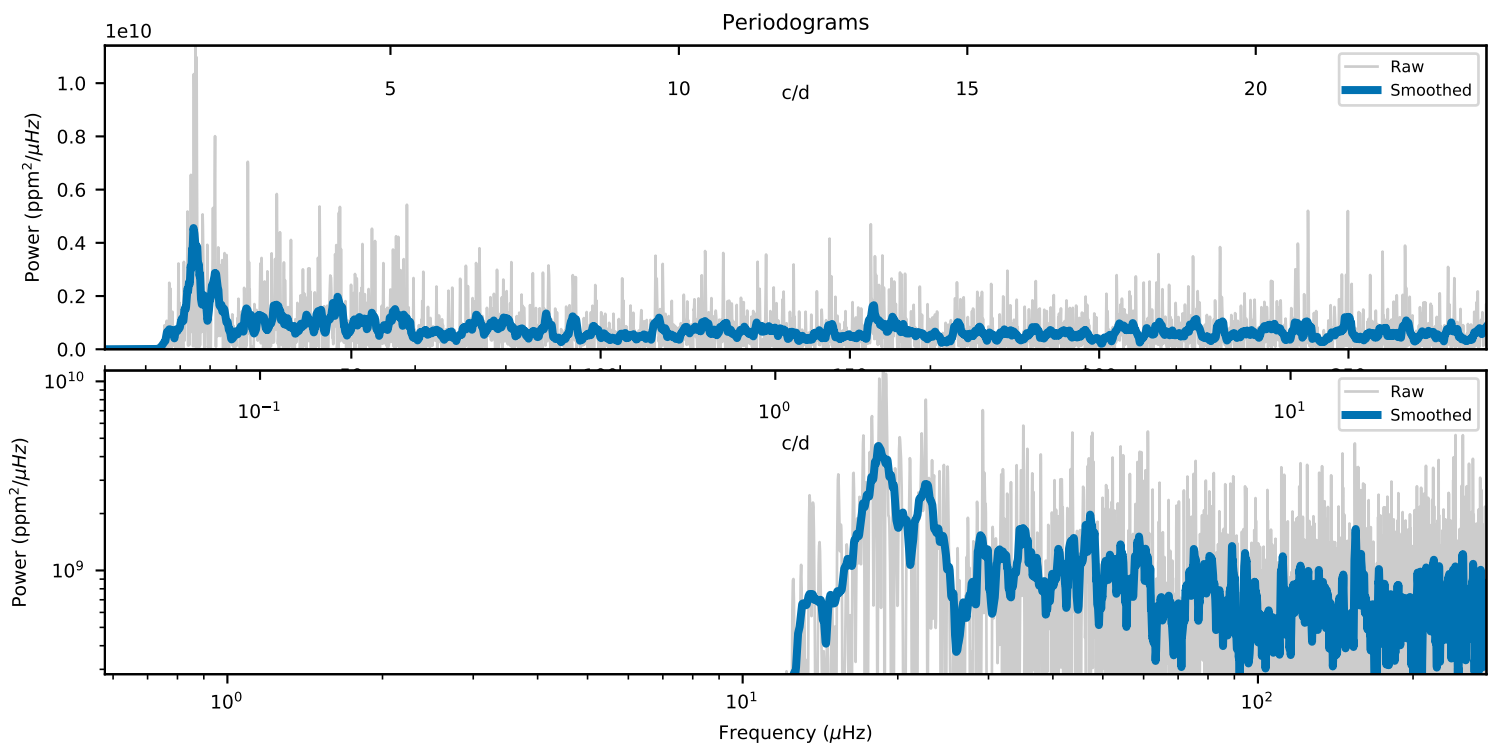 Periodograms
1e10
5
10
15
20
c/d
Raw
Smoothed
1.0
0.8
0.6
0.4
0.2
0.0
Power (ppm²/μHz)
10¹⁰
10⁹
10⁻¹
10⁰
10¹
c/d
Raw
Smoothed
Power (ppm²/μHz)
10⁰
10¹
10²
Frequency (μHz)